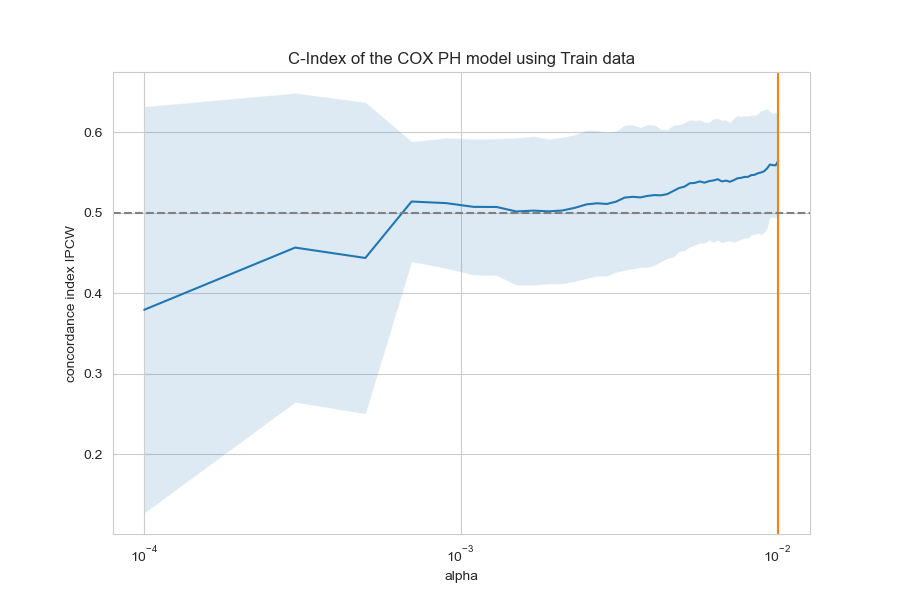 C-Index of the COX PH model using Train data
concordance index IPCW
0.6
0.5
0.4
0.3
0.2
10⁻⁴
10⁻³
10⁻²
alpha